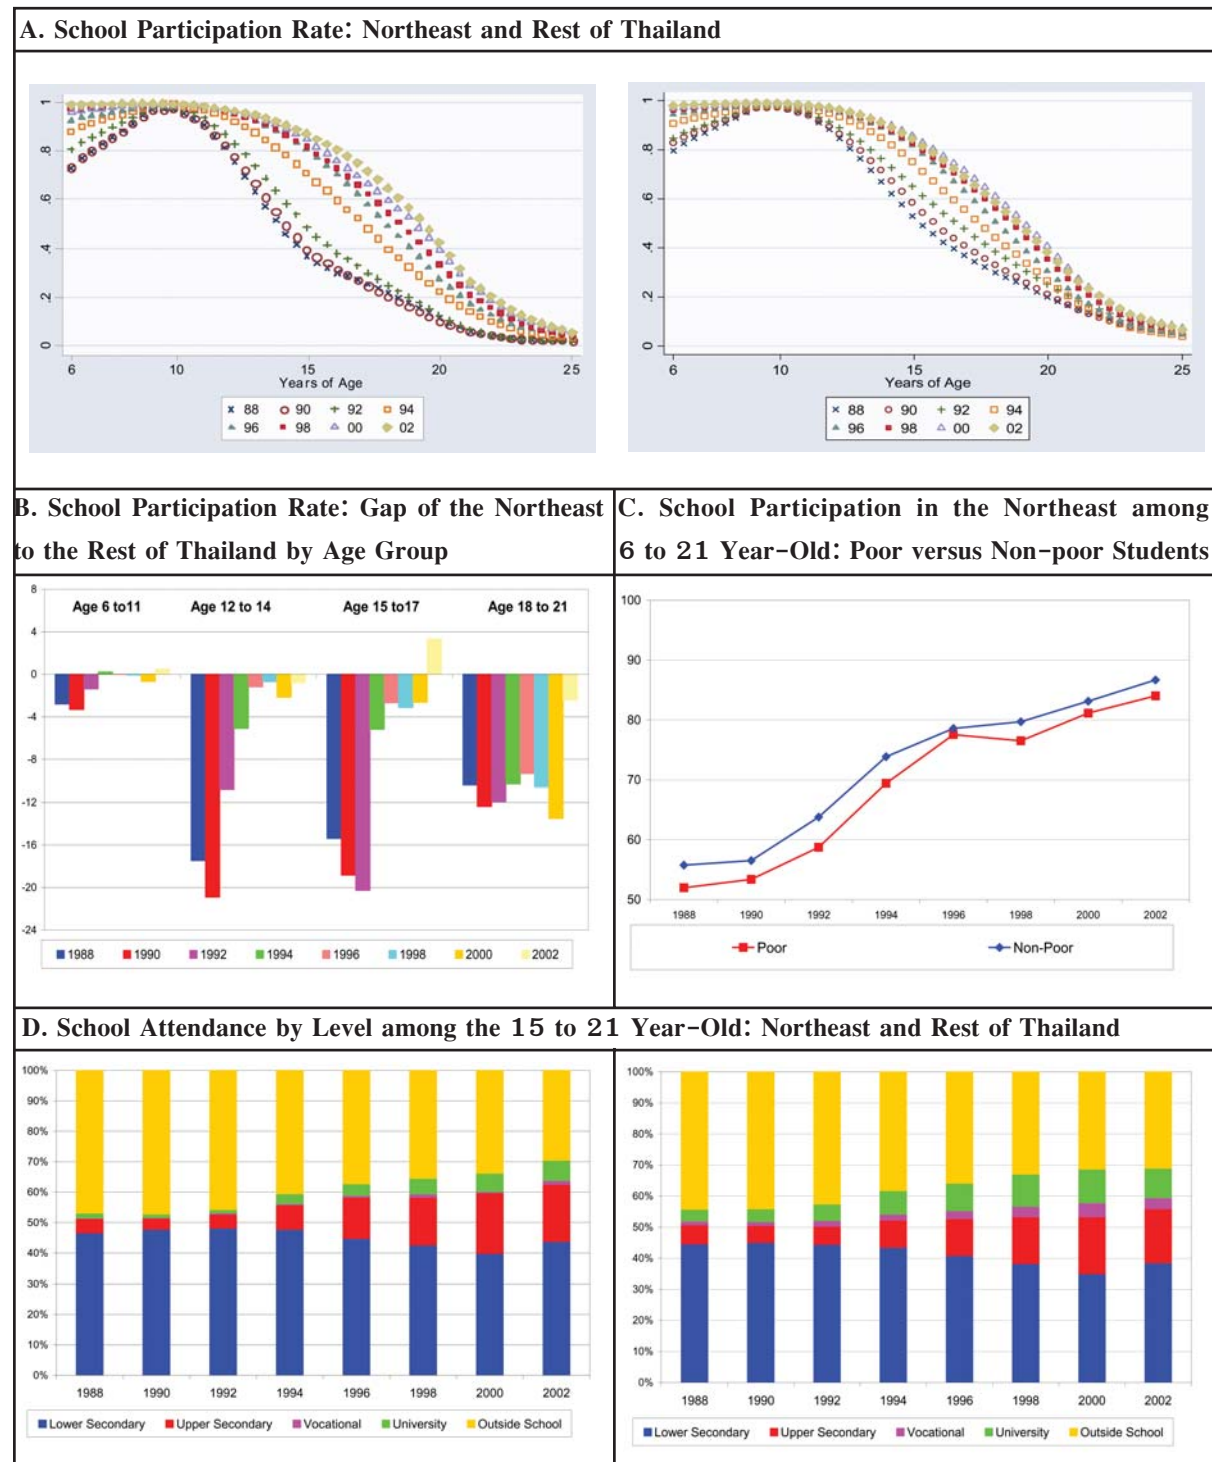 A. School Participation Rate: Northeast and Rest of Thailand
1
.8
.6
.4
.2
0
6 10 15 20 25
Years of Age
88 90 92 94
96 98 00 02
1
.8
.6
.4
.2
0
6 10 15 20 25
Years of Age
88 90 92 94
96 98 00 02
B. School Participation Rate: Gap of the Northeast
to the Rest of Thailand by Age Group
8
4
0
-4
-8
-12
-16
-20
-24
Age 6 to11 Age 12 to 14 Age 15 to17 Age 18 to 21
1988 1990 1992 1994 1996 1998 2000 2002
C. School Participation in the Northeast among
6 to 21 Year-Old: Poor versus Non-poor Students
100
90
80
70
60
50
1988 1990 1992 1994 1996 1998 2000 2002
Poor Non-Poor
D. School Attendance by Level among the 15 to 21 Year-Old: Northeast and Rest of Thailand
100%
90%
80%
70%
60%
50%
40%
30%
20%
10%
0%
1988 1990 1992 1994 1996 1998 2000 2002
Lower Secondary Upper Secondary Vocational University Outside School
100%
90%
80%
70%
60%
50%
40%
30%
20%
10%
0%
1988 1990 1992 1994 1996 1998 2000 2002
Lower Secondary Upper Secondary Vocational University Outside School